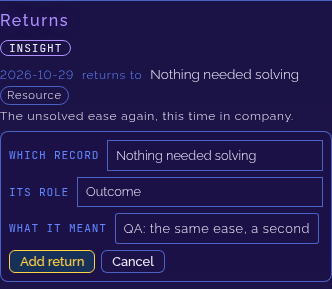 Returns
INSIGHT
2026-10-29 returns to Nothing needed solving
Resource
The unsolved ease again, this time in company.
WHICH RECORD Nothing needed solving
ITS ROLE Outcome
WHAT IT MEANT QA: the same ease, a second
Add return Cancel